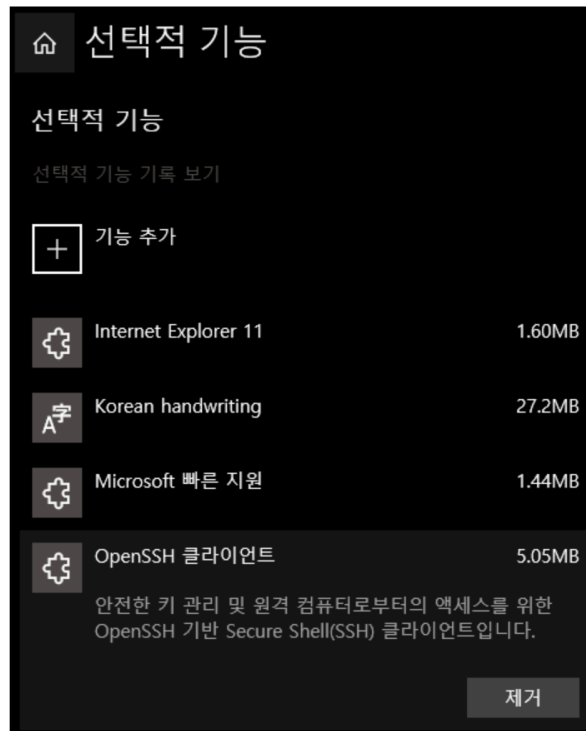 선택적 기능
선택적 기능
선택적 기능 기록 보기
기능 추가
Internet Explorer 11 1.60MB
A字 Korean handwriting 27.2MB
Microsoft 빠른 지원 1.44MB
OpenSSH 클라이언트 5.05MB
안전한 키 관리 및 원격 컴퓨터로부터의 액세스를 위한
OpenSSH 기반 Secure Shell(SSH) 클라이언트입니다.
제거